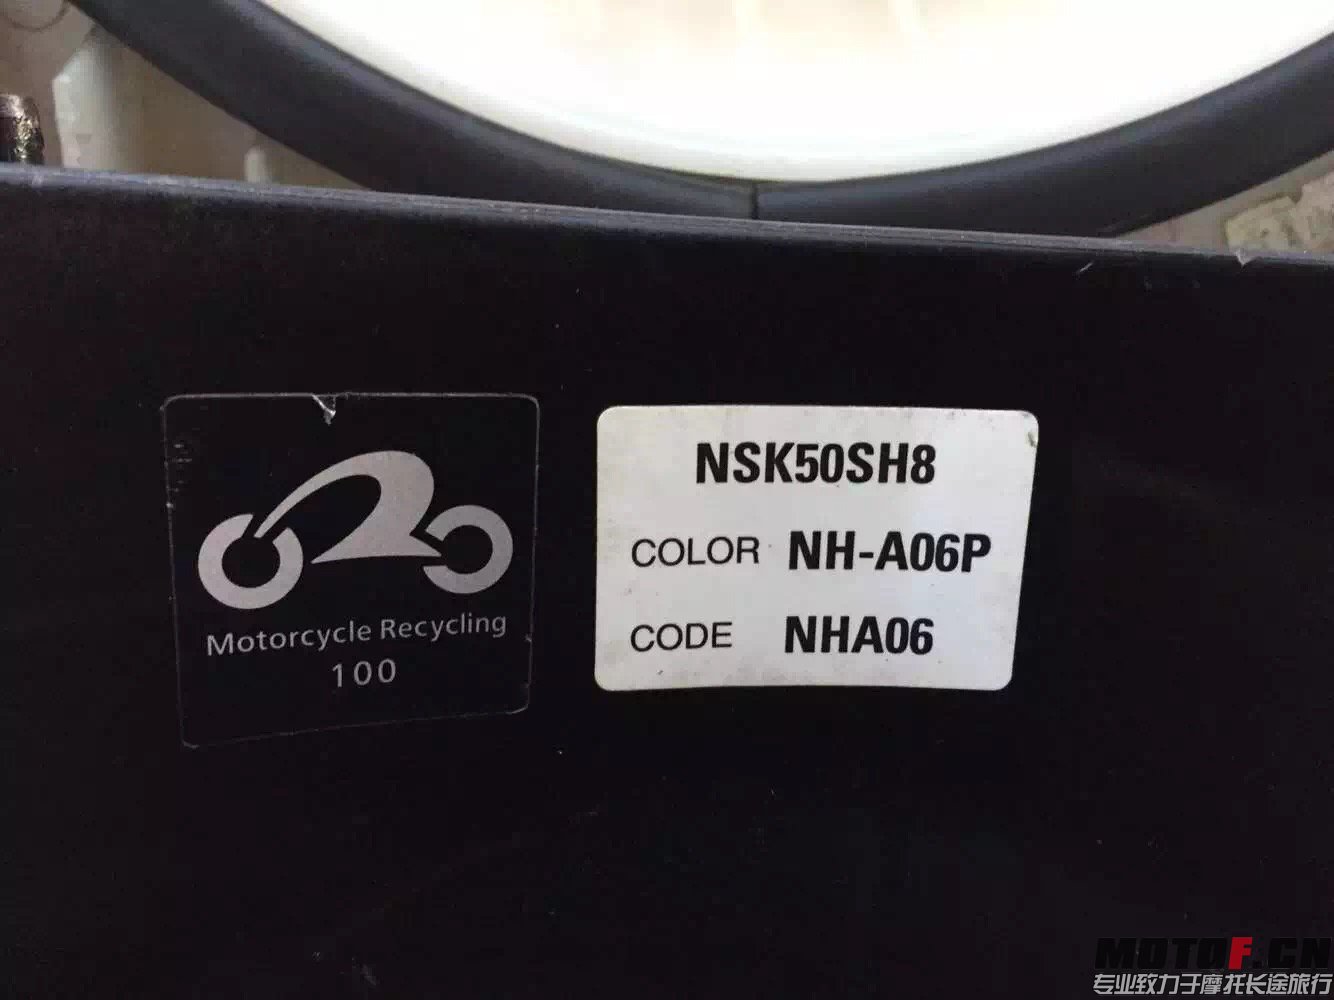 Motorcycle Recycling
100
NSK50SH8
COLOR NH-A06P
CODE NHA06
MOTOF.CN
专业致力于摩托长途旅行